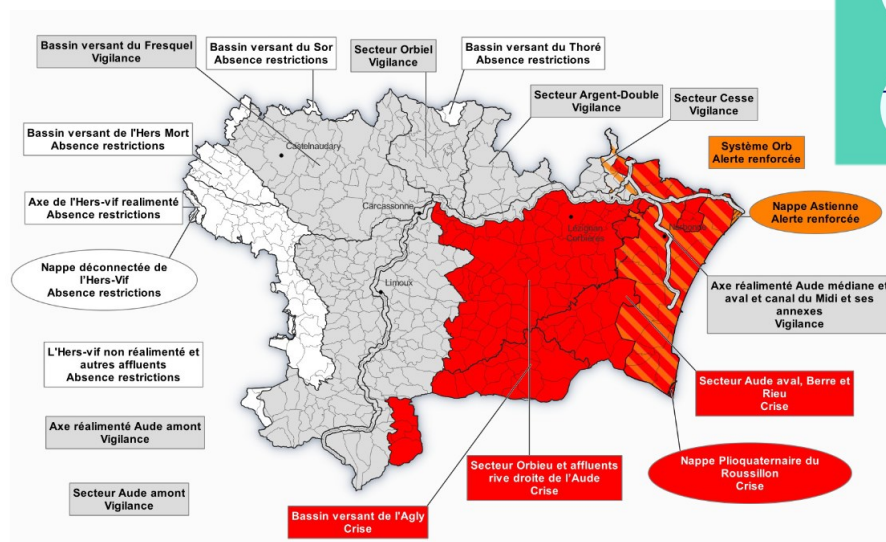 Bassin versant du Fresquel
Vigilance
Bassin versant du Sor
Absence restrictions
Secteur Orbiel
Vigilance
Bassin versant du Thoré
Absence restrictions
Secteur Argent-Double
Vigilance
Secteur Cesse
Vigilance
Système Orb
Alerte renforcée
Bassin versant de l'Hers Mort
Absence restrictions
Castelnaudary
Axe de l'Hers-vif realimenté
Absence restrictions
Carcassonne
Lézignan
Corbières
Narbonne
Nappe Astienne
Alerte renforcée
Nappe déconnectée de
l'Hers-Vif
Absence restrictions
Limoux
Axe réalimenté Aude médiane et
aval et canal du Midi et ses
annexes
Vigilance
L'Hers-vif non réalimenté et
autres affluents
Absence restrictions
Secteur Aude aval, Berre et
Rieu
Crise
Axe réalimenté Aude amont
Vigilance
Secteur Orbieu et affluents
rive droite de l'Aude
Crise
Nappe Plioquaternaire du
Roussillon
Crise
Secteur Aude amont
Vigilance
Bassin versant de l'Agly
Crise